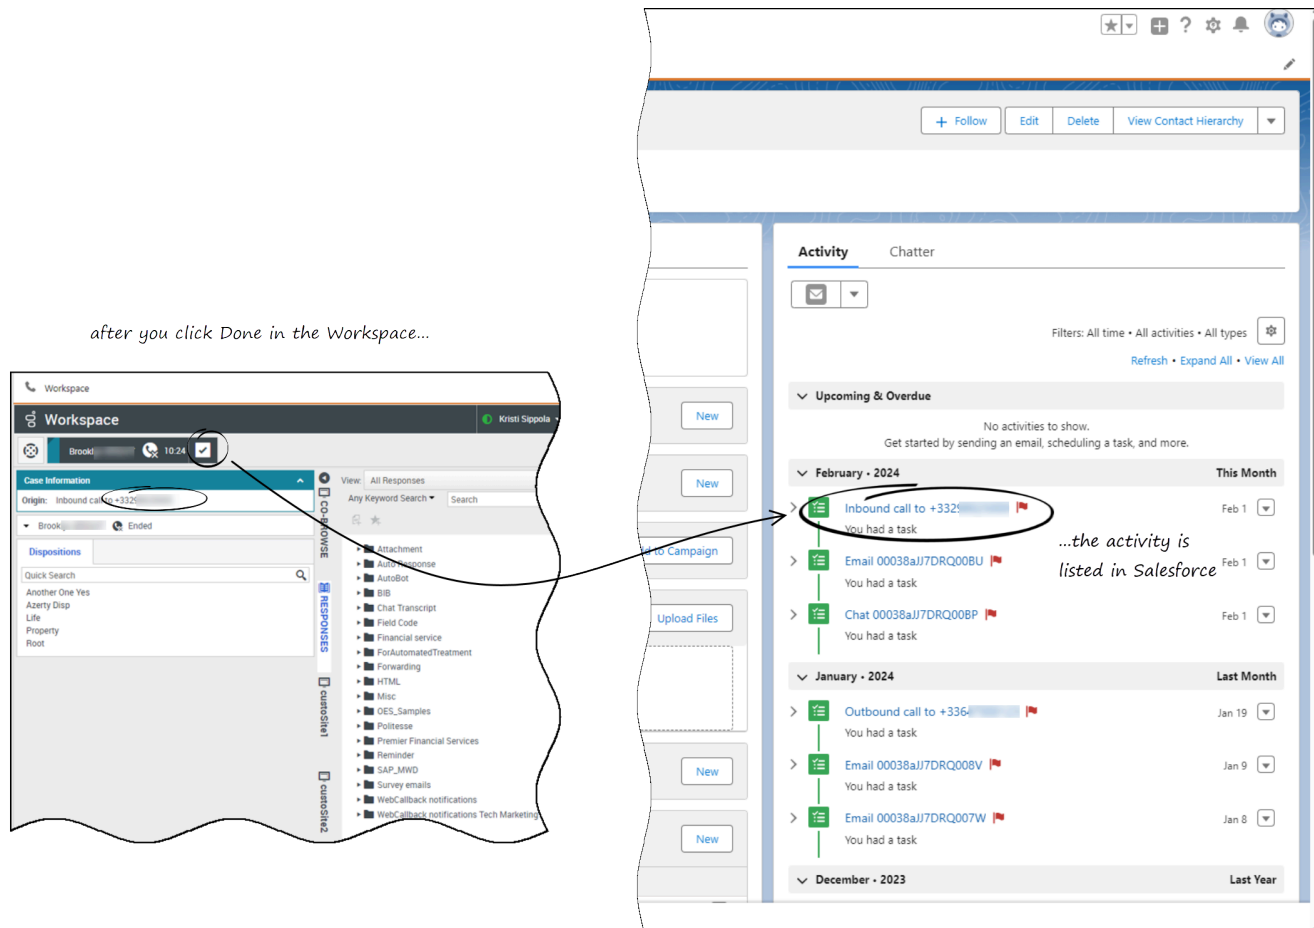 after you click Done in the Workspace...
Workspace
Workspace
Kristi Sippola
10:24
Case Information
Origin: Inbound call to +329
Ended
Dispositions
Quick Search
Another One Yes
Azerty Disp
Life
Property
Root
CO-BROWSE
RESPONSES
custoSite1
custoSite2
View: All Responses
Any Keyword Search
Search
Attachment
Auto Response
AutoBot
BIB
Chat Transcript
Field Code
Financial service
ForAutomatedTreatment
Forwarding
HTML
Misc
OES_Samples
Politesse
Premier Financial Services
Reminder
SAP_MWD
Survey emails
WebCallback notifications
WebCallback notifications Tech Marketing
+ Follow
Edit
Delete
View Contact Hierarchy
New
New
to Campaign
Upload Files
New
New
Activity
Chatter
Filters: All time • All activities • All types
Refresh • Expand All • View All
Upcoming & Overdue
No activities to show.
Get started by sending an email, scheduling a task, and more.
February • 2024 This Month
Inbound call to +3329 Feb 1
You had a task
...the activity is
listed in Salesforce
Email 00038aJJ7DRQ00BU Feb 1
You had a task
Chat 00038aJJ7DRQ00BP Feb 1
You had a task
January • 2024 Last Month
Outbound call to +3364 Jan 19
You had a task
Email 00038aJJ7DRQ008V Jan 9
You had a task
Email 00038aJJ7DRQ007W Jan 8
You had a task
December • 2023 Last Year